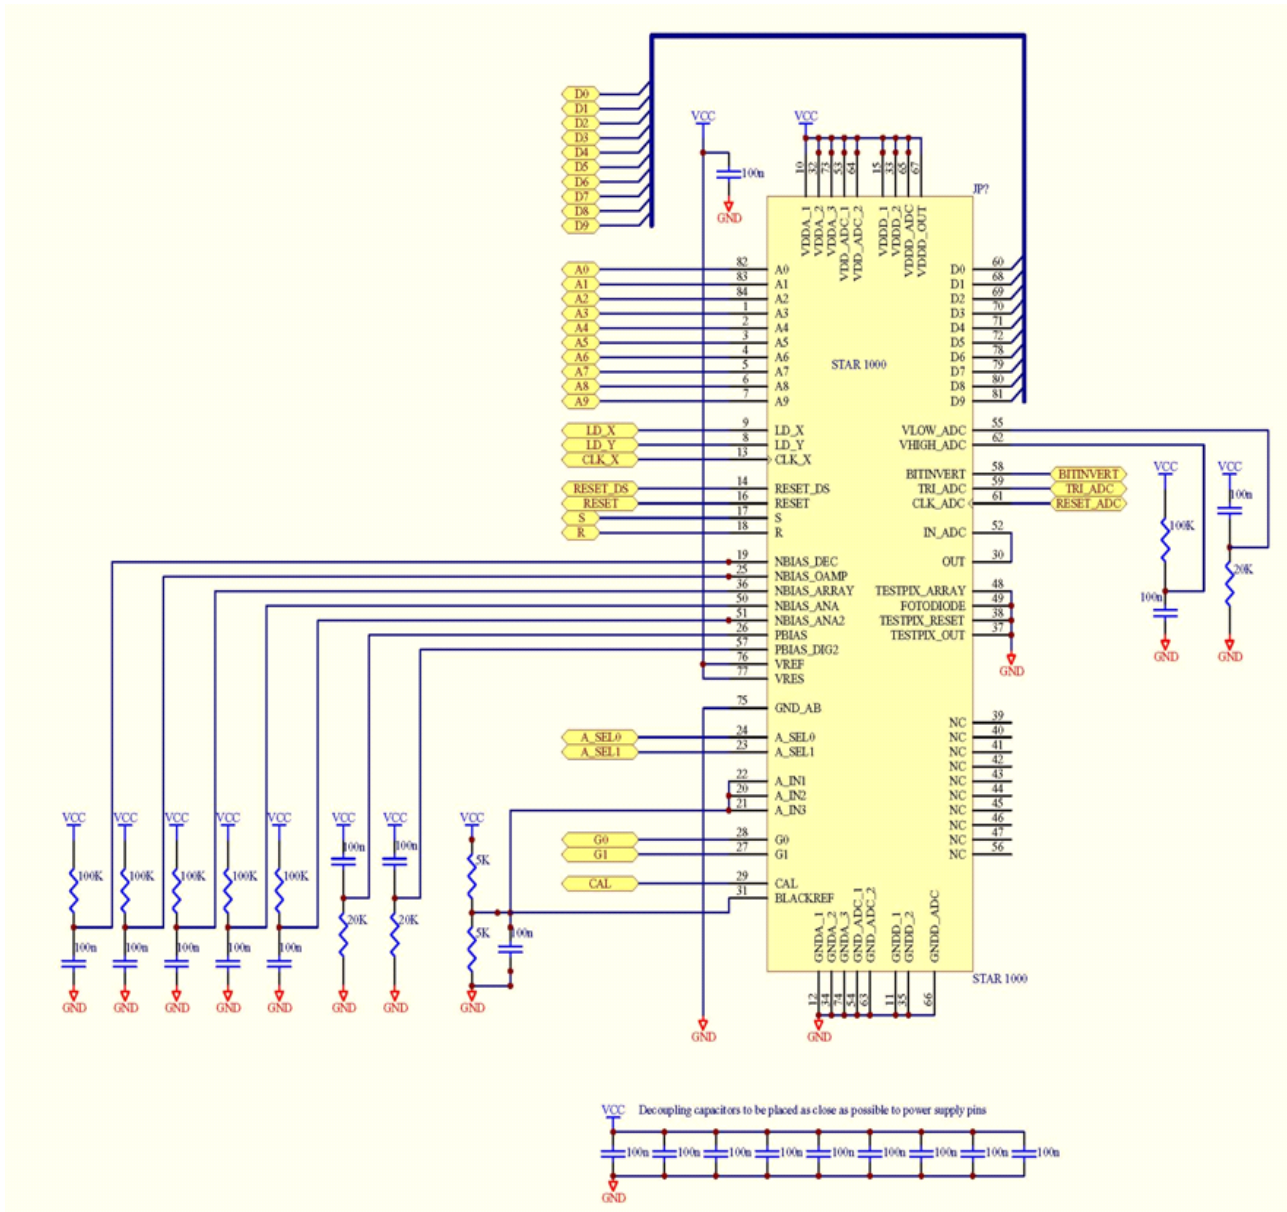 D0
D1
D2
D3
D4
D5
D6
D7
D8
D9
VCC
100n
GND
VCC
10 32 73 53 64 15 33 65 67
JP?
VDDA_1 VDDA_2 VDDA_3 VDD_ADC_1 VDD_ADC_2 VDDD_1 VDDD_2 VDDD_ADC VDDD_OUT
A0 82 A0 D0 60
A1 83 A1 D1 68
A2 84 A2 D2 69
A3 1 A3 D3 70
A4 2 A4 D4 71
A5 3 A5 D5 72
A6 4 A6 D6 78
A7 5 A7 D7 79
A8 6 A8 D8 80
A9 7 A9 D9 81
STAR 1000
LD_X 9 LD_X VLOW_ADC 55
LD_Y 8 LD_Y VHIGH_ADC 62
CLK_X 13 CLK_X
BITINVERT 58 BITINVERT
RESET_DS 14 RESET_DS TRI_ADC 59 TRI_ADC
RESET 16 RESET CLK_ADC 61 RESET_ADC
S 17 S
R 18 R IN_ADC 52
19 NBIAS_DEC OUT 30
25 NBIAS_OAMP
36 NBIAS_ARRAY TESTPIX_ARRAY 48
50 NBIAS_ANA FOTODIODE 49
51 NBIAS_ANA2 TESTPIX_RESET 38
26 PBIAS TESTPIX_OUT 37
57 PBIAS_DIG2
76 VREF
77 VRES
GND
VCC
100K
100n
GND
VCC
100n
20K
GND
75 GND_AB
A_SEL0 24 A_SEL0
A_SEL1 23 A_SEL1
22 A_IN1
20 A_IN2
21 A_IN3
G0 28 G0
G1 27 G1
CAL 29 CAL
31 BLACKREF
NC 39
NC 40
NC 41
NC 42
NC 43
NC 44
NC 45
NC 46
NC 47
NC 56
VCC VCC VCC VCC VCC VCC VCC VCC
100n 100n
5K
100K 100K 100K 100K 100K
20K 20K
5K 100n
100n 100n 100n 100n 100n
GND GND GND GND GND GND GND GND
GNDA_1 GNDA_2 GNDA_3 GND_ADC_1 GND_ADC_2 GNDD_1 GNDD_2 GNDD_ADC
STAR 1000
12 34 74 54 63 11 35 66
GND GND
VCC Decoupling capacitors to be placed as close as possible to power supply pins
100n 100n 100n 100n 100n 100n 100n 100n 100n
GND